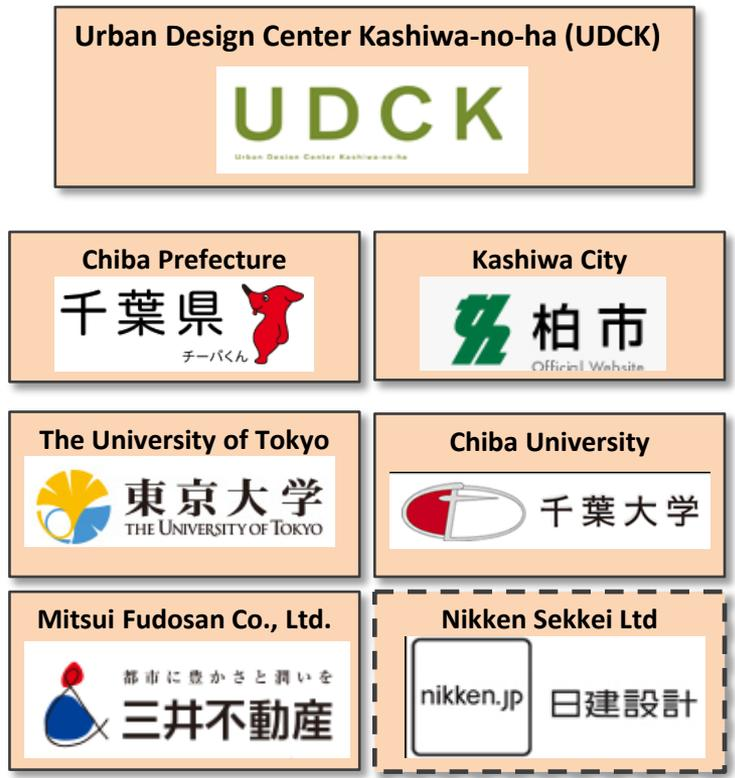 Urban Design Center Kashiwa-no-ha (UDCK)
UDCK
Urban Design Center Kashiwa-no-ha
Chiba Prefecture
千葉県
チーバくん
Kashiwa City
柏市
Official Website
The University of Tokyo
東京大学
THE UNIVERSITY OF TOKYO
Chiba University
千葉大学
Mitsui Fudosan Co., Ltd.
都市に豊かさと潤いを
三井不動産
Nikken Sekkei Ltd
nikken.jp
日建設計